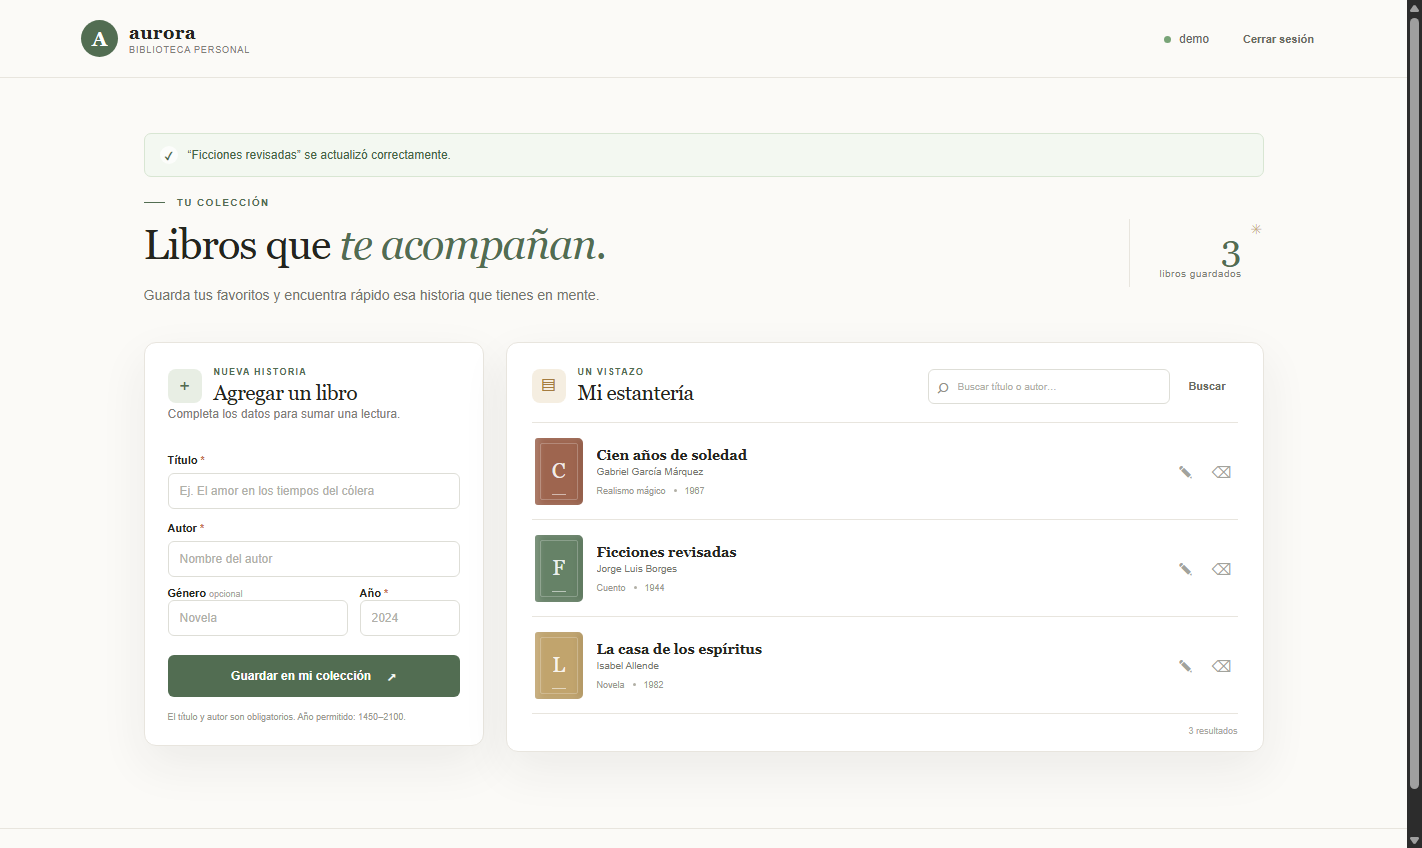 A
aurora
BIBLIOTECA PERSONAL
demo
Cerrar sesión
✓ “Ficciones revisadas” se actualizó correctamente.
TU COLECCIÓN
Libros que te acompañan.
Guarda tus favoritos y encuentra rápido esa historia que tienes en mente.
3
libros guardados
+
NUEVA HISTORIA
Agregar un libro
Completa los datos para sumar una lectura.
Título *
Ej. El amor en los tiempos del cólera
Autor *
Nombre del autor
Género opcional
Año *
Novela
2024
Guardar en mi colección ↗
El título y autor son obligatorios. Año permitido: 1450–2100.
UN VISTAZO
Mi estantería
Buscar título o autor...
Buscar
C
Cien años de soledad
Gabriel García Márquez
Realismo mágico • 1967
F
Ficciones revisadas
Jorge Luis Borges
Cuento • 1944
L
La casa de los espíritus
Isabel Allende
Novela • 1982
3 resultados